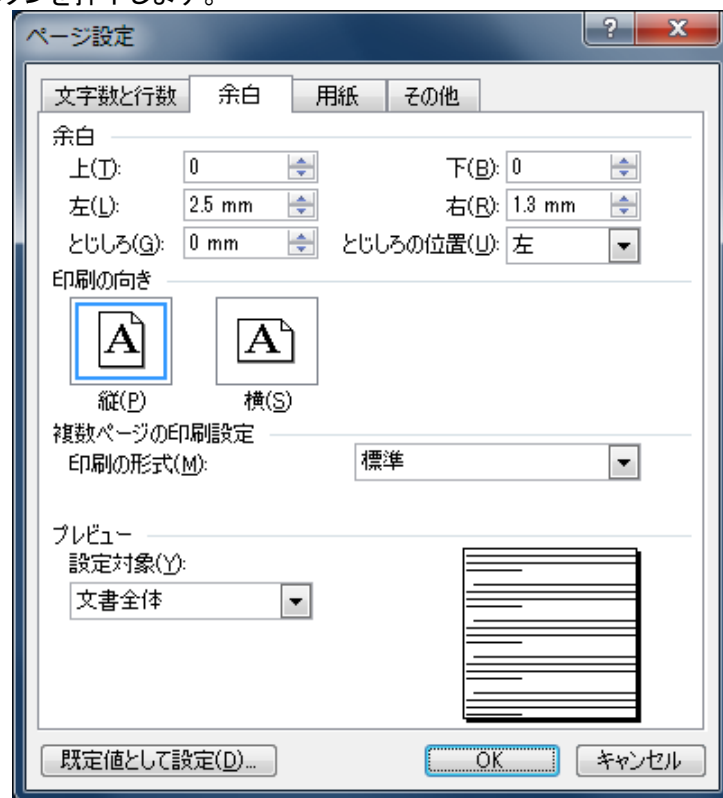 ページ設定
文字数と行数 余白 用紙 その他
余白
上(T): 0 下(B): 0
左(L): 2.5 mm 右(R): 1.3 mm
とじしろ(G): 0 mm とじしろの位置(U): 左
印刷の向き
縦(P) 横(S)
複数ページの印刷設定
印刷の形式(M): 標準
プレビュー
設定対象(Y):
文書全体
既定値として設定(D)... OK キャンセル